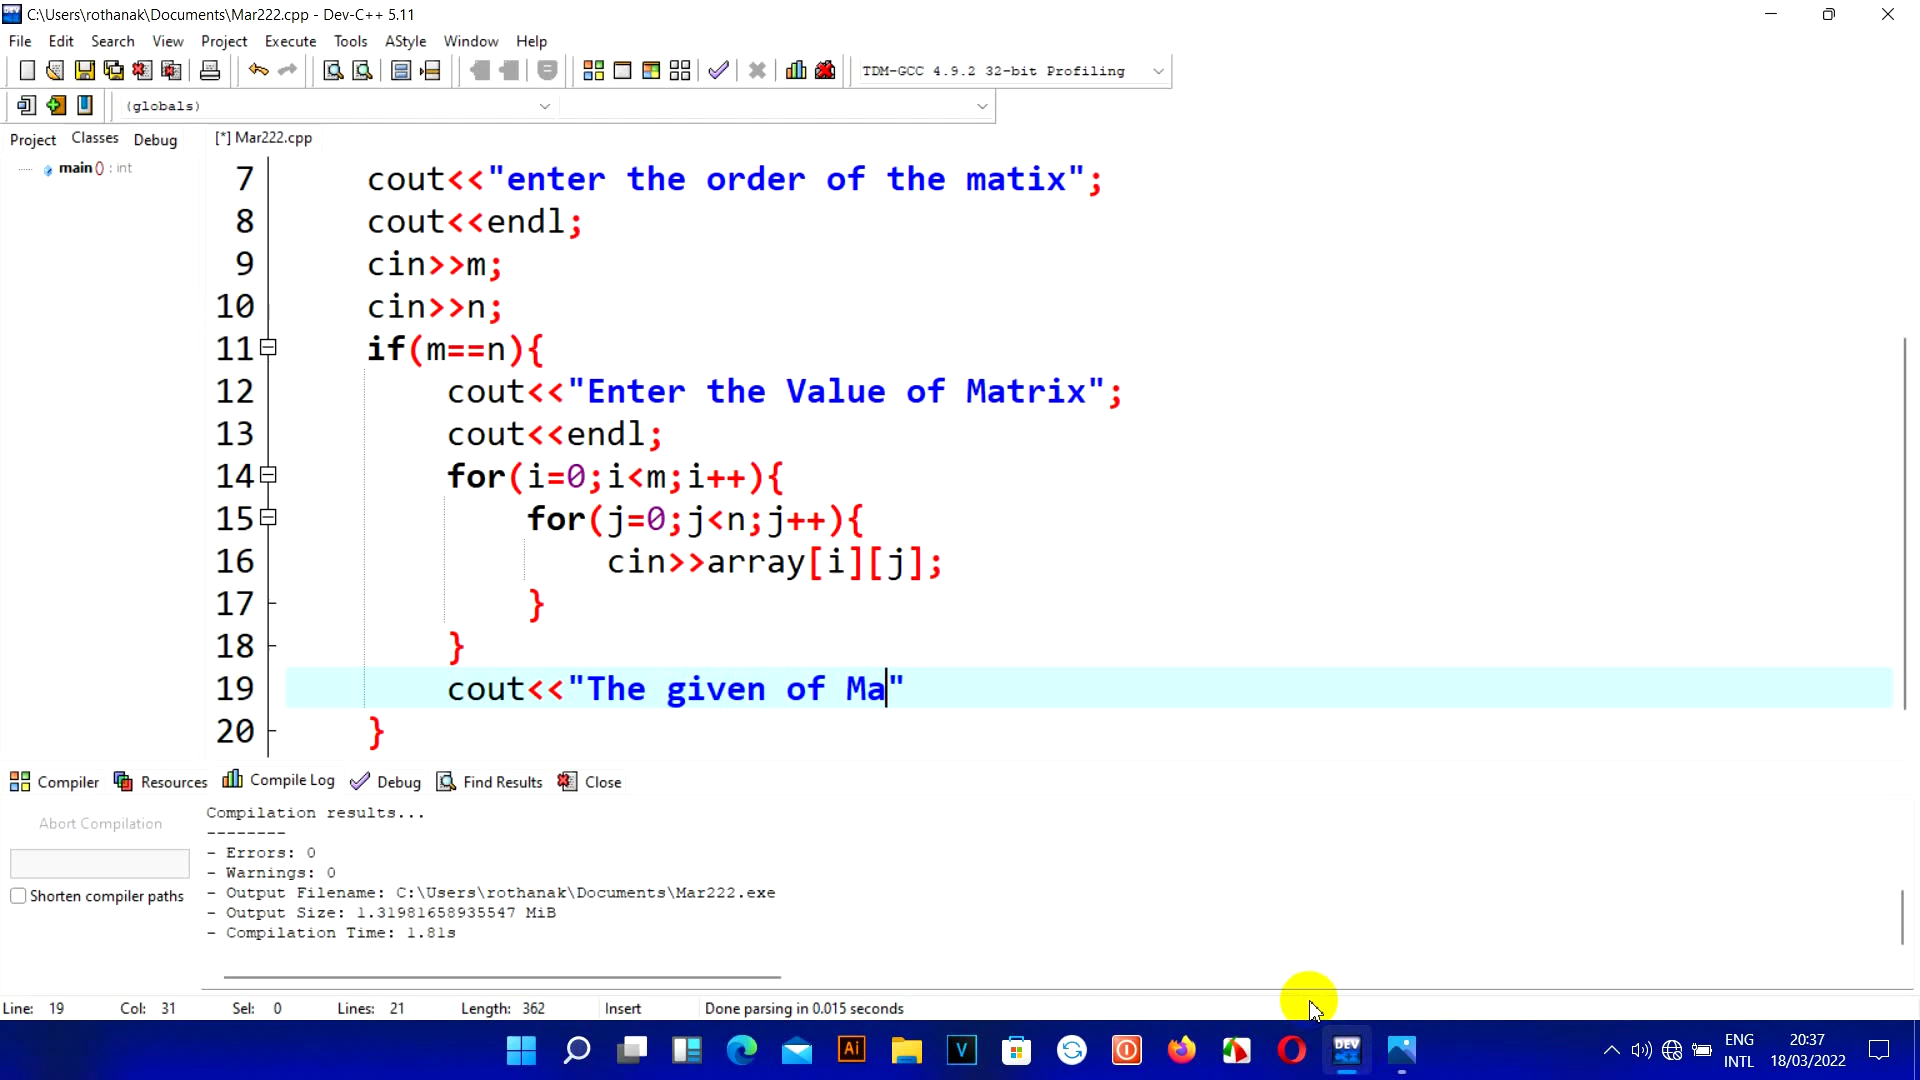 C:\Users\rothanak\Documents\Mar222.cpp - Dev-C++ 5.11
File Edit Search View Project Execute Tools AStyle Window Help
TDM-GCC 4.9.2 32-bit Profiling
(globals)
Project Classes Debug [*] Mar222.cpp
main () : int
7 cout<<"enter the order of the matix";
8 cout<<endl;
9 cin>>m;
10 cin>>n;
11 if(m==n){
12 cout<<"Enter the Value of Matrix";
13 cout<<endl;
14 for(i=0;i<m;i++){
15 for(j=0;j<n;j++){
16 cin>>array[i][j];
17 }
18 }
19 cout<<"The given of Ma"
20 }
Compiler Resources Compile Log Debug Find Results Close
Abort Compilation
Shorten compiler paths
Compilation results...
--------
- Errors: 0
- Warnings: 0
- Output Filename: C:\Users\rothanak\Documents\Mar222.exe
- Output Size: 1.31981658935547 MiB
- Compilation Time: 1.81s
Line: 19 Col: 31 Sel: 0 Lines: 21 Length: 362 Insert Done parsing in 0.015 seconds
Ai V DEV
ENG
INTL
20:37
18/03/2022